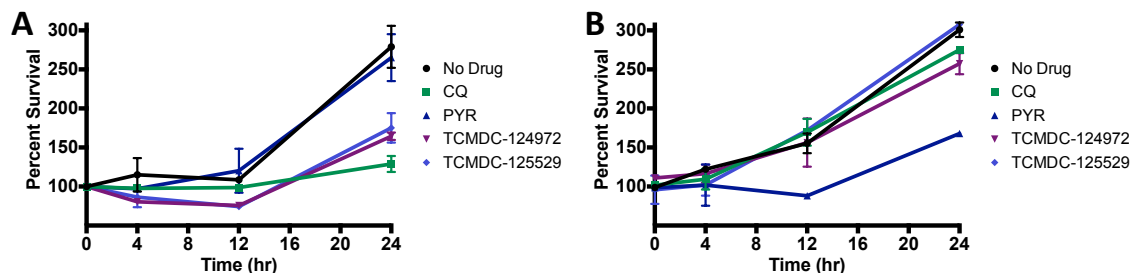 A
Percent Survival
300
250
200
150
100
0 4 8 12 16 20 24
Time (hr)
No Drug
CQ
PYR
TCMDC-124972
TCMDC-125529
B
Percent Survival
300
250
200
150
100
0 4 8 12 16 20 24
Time (hr)
No Drug
CQ
PYR
TCMDC-124972
TCMDC-125529